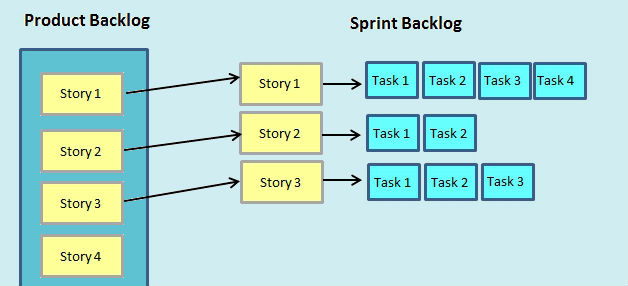 Product Backlog
Sprint Backlog
Story 1
Story 2
Story 3
Story 4
Story 1
Task 1
Task 2
Task 3
Task 4
Story 2
Task 1
Task 2
Story 3
Task 1
Task 2
Task 3